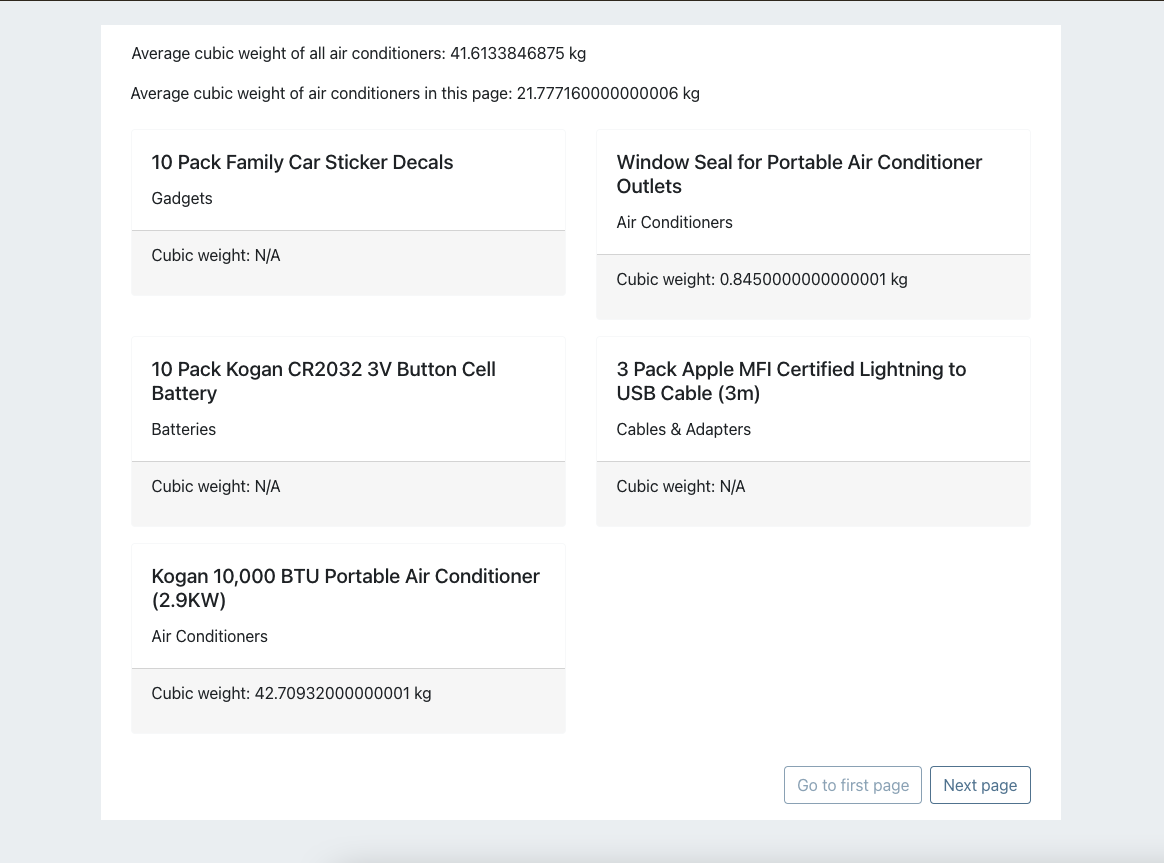 Average cubic weight of all air conditioners: 41.6133846875 kg
Average cubic weight of air conditioners in this page: 21.777160000000006 kg
10 Pack Family Car Sticker Decals
Gadgets
Cubic weight: N/A
Window Seal for Portable Air Conditioner
Outlets
Air Conditioners
Cubic weight: 0.8450000000000001 kg
10 Pack Kogan CR2032 3V Button Cell
Battery
Batteries
Cubic weight: N/A
3 Pack Apple MFI Certified Lightning to
USB Cable (3m)
Cables & Adapters
Cubic weight: N/A
Kogan 10,000 BTU Portable Air Conditioner
(2.9KW)
Air Conditioners
Cubic weight: 42.70932000000001 kg
Go to first page
Next page